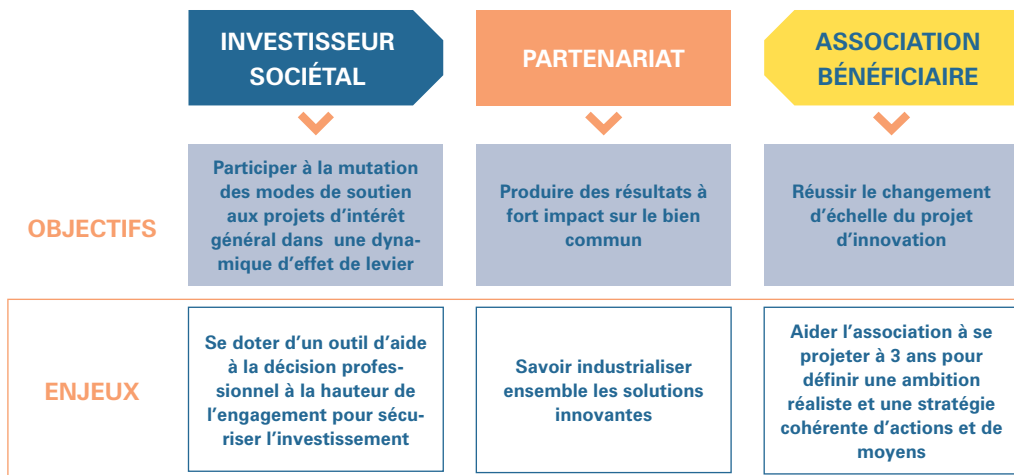 INVESTISSEUR
SOCIÉTAL
PARTENARIAT
ASSOCIATION
BÉNÉFICIAIRE
OBJECTIFS
Participer à la mutation
des modes de soutien
aux projets d'intérêt
général dans une dyna-
mique d'effet de levier
Produire des résultats à
fort impact sur le bien
commun
Réussir le changement
d'échelle du projet
d'innovation
ENJEUX
Se doter d'un outil d'aide
à la décision profes-
sionnel à la hauteur de
l'engagement pour sécu-
riser l'investissement
Savoir industrialiser
ensemble les solutions
innovantes
Aider l'association à se
projeter à 3 ans pour
définir une ambition
réaliste et une stratégie
cohérente d'actions et de
moyens